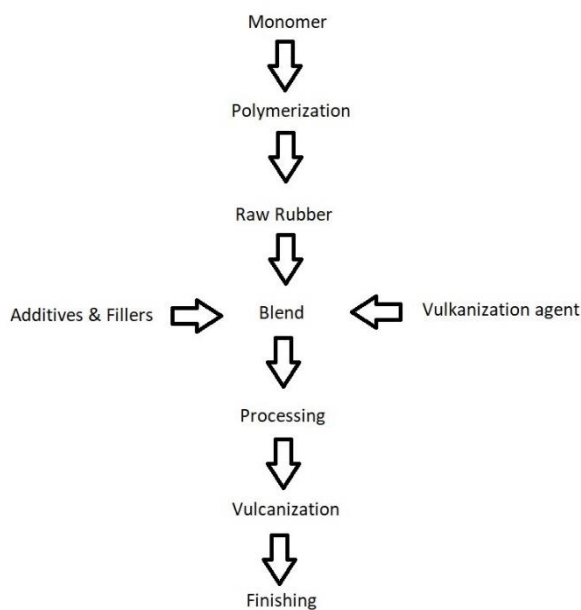 Monomer
Polymerization
Raw Rubber
Additives & Fillers
Blend
Vulkanization agent
Processing
Vulcanization
Finishing